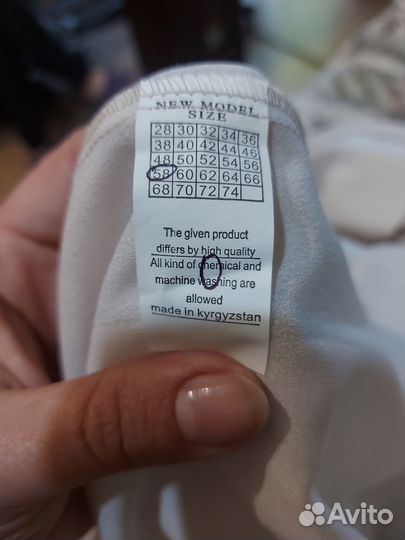 NEW MODEL
SIZE
28 30 32 34 36
38 40 42 44 46
48 50 52 54 56
58 60 62 64 66
68 70 72 74
The given product
differs by high quality
All kind of chemical and
machine washing are
allowed
made in kyrgyzstan
Avito